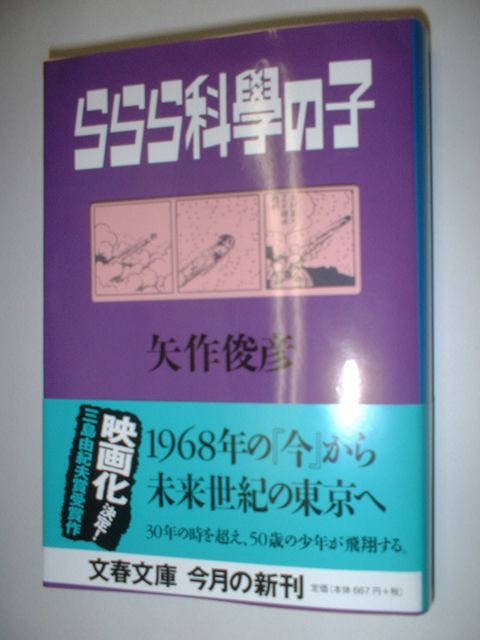 ららら科學の子
矢作俊彦
映画化
決定!
三島由紀夫賞受賞作
1968年の『今』から
未来世紀の東京へ
30年の時を超え、50歳の少年が飛翔する。
文春文庫 今月の新刊
定価(本体667円+税)